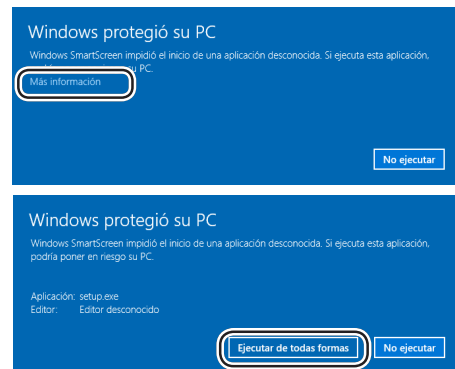 Windows protegió su PC
Windows SmartScreen impidió el inicio de una aplicación desconocida. Si ejecuta esta aplicación,
su PC.
Más información
No ejecutar
Windows protegió su PC
Windows SmartScreen impidió el inicio de una aplicación desconocida. Si ejecuta esta aplicación,
podría poner en riesgo su PC.
Aplicación: setup.exe
Editor: Editor desconocido
Ejecutar de todas formas
No ejecutar